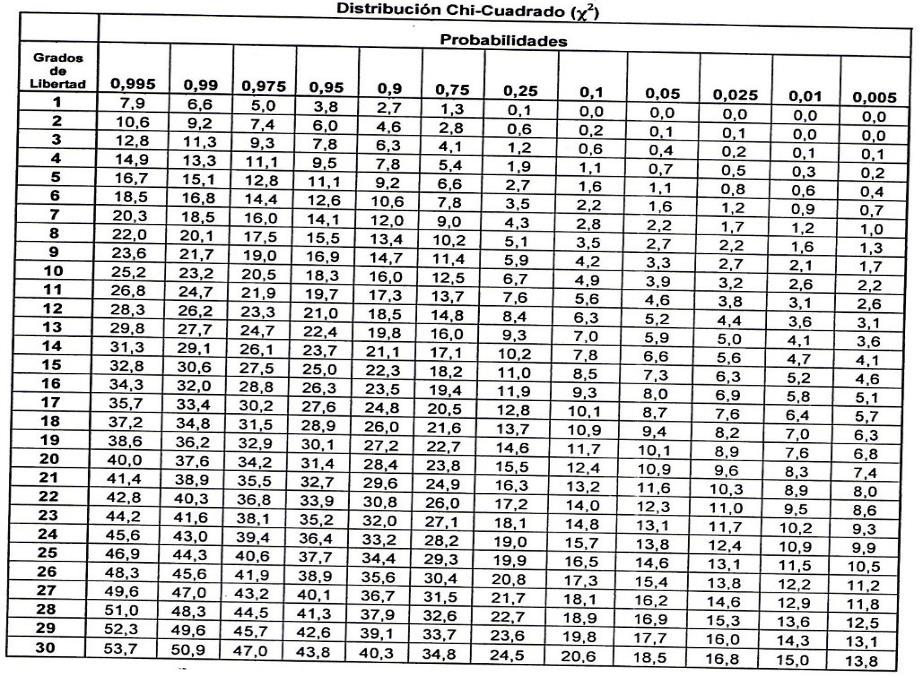 Distribución Chi-Cuadrado (χ²)
Probabilidades
Grados de Libertad 0,995 0,99 0,975 0,95 0,9 0,75 0,25 0,1 0,05 0,025 0,01 0,005
1 7,9 6,6 5,0 3,8 2,7 1,3 0,1 0,0 0,0 0,0 0,0 0,0
2 10,6 9,2 7,4 6,0 4,6 2,8 0,6 0,2 0,1 0,1 0,0 0,0
3 12,8 11,3 9,3 7,8 6,3 4,1 1,2 0,6 0,4 0,2 0,1 0,1
4 14,9 13,3 11,1 9,5 7,8 5,4 1,9 1,1 0,7 0,5 0,3 0,2
5 16,7 15,1 12,8 11,1 9,2 6,6 2,7 1,6 1,1 0,8 0,6 0,4
6 18,5 16,8 14,4 12,6 10,6 7,8 3,5 2,2 1,6 1,2 0,9 0,7
7 20,3 18,5 16,0 14,1 12,0 9,0 4,3 2,8 2,2 1,7 1,2 1,0
8 22,0 20,1 17,5 15,5 13,4 10,2 5,1 3,5 2,7 2,2 1,6 1,3
9 23,6 21,7 19,0 16,9 14,7 11,4 5,9 4,2 3,3 2,7 2,1 1,7
10 25,2 23,2 20,5 18,3 16,0 12,5 6,7 4,9 3,9 3,2 2,6 2,2
11 26,8 24,7 21,9 19,7 17,3 13,7 7,6 5,6 4,6 3,8 3,1 2,6
12 28,3 26,2 23,3 21,0 18,5 14,8 8,4 6,3 5,2 4,4 3,6 3,1
13 29,8 27,7 24,7 22,4 19,8 16,0 9,3 7,0 5,9 5,0 4,1 3,6
14 31,3 29,1 26,1 23,7 21,1 17,1 10,2 7,8 6,6 5,6 4,7 4,1
15 32,8 30,6 27,5 25,0 22,3 18,2 11,0 8,5 7,3 6,3 5,2 4,6
16 34,3 32,0 28,8 26,3 23,5 19,4 11,9 9,3 8,0 6,9 5,8 5,1
17 35,7 33,4 30,2 27,6 24,8 20,5 12,8 10,1 8,7 7,6 6,4 5,7
18 37,2 34,8 31,5 28,9 26,0 21,6 13,7 10,9 9,4 8,2 7,0 6,3
19 38,6 36,2 32,9 30,1 27,2 22,7 14,6 11,7 10,1 8,9 7,6 6,8
20 40,0 37,6 34,2 31,4 28,4 23,8 15,5 12,4 10,9 9,6 8,3 7,4
21 41,4 38,9 35,5 32,7 29,6 24,9 16,3 13,2 11,6 10,3 8,9 8,0
22 42,8 40,3 36,8 33,9 30,8 26,0 17,2 14,0 12,3 11,0 9,5 8,6
23 44,2 41,6 38,1 35,2 32,0 27,1 18,1 14,8 13,1 11,7 10,2 9,3
24 45,6 43,0 39,4 36,4 33,2 28,2 19,0 15,7 13,8 12,4 10,9 9,9
25 46,9 44,3 40,6 37,7 34,4 29,3 19,9 16,5 14,6 13,1 11,5 10,5
26 48,3 45,6 41,9 38,9 35,6 30,4 20,8 17,3 15,4 13,8 12,2 11,2
27 49,6 47,0 43,2 40,1 36,7 31,5 21,7 18,1 16,2 14,6 12,9 11,8
28 51,0 48,3 44,5 41,3 37,9 32,6 22,7 18,9 16,9 15,3 13,6 12,5
29 52,3 49,6 45,7 42,6 39,1 33,7 23,6 19,8 17,7 16,0 14,3 13,1
30 53,7 50,9 47,0 43,8 40,3 34,8 24,5 20,6 18,5 16,8 15,0 13,8